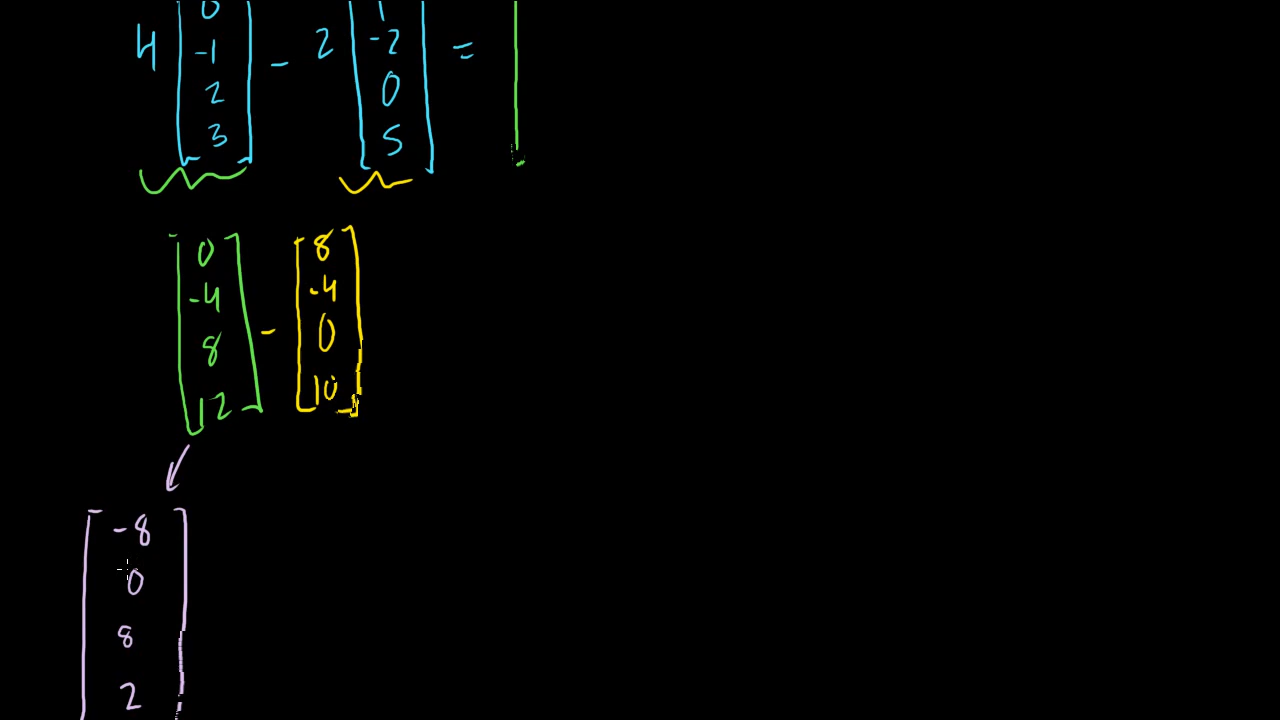 4 [0 -1 2 3] - 2 [-2 0 5] =
[0 -4 8 12] - [8 -4 0 10]
[-8 0 8 2]